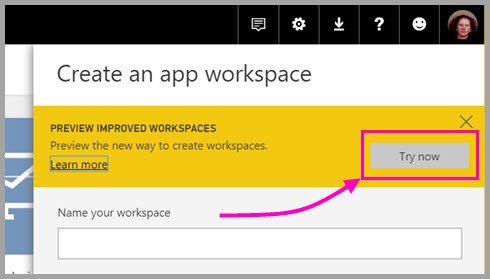 Create an app workspace
PREVIEW IMPROVED WORKSPACES
Preview the new way to create workspaces.
Learn more
Try now
Name your workspace